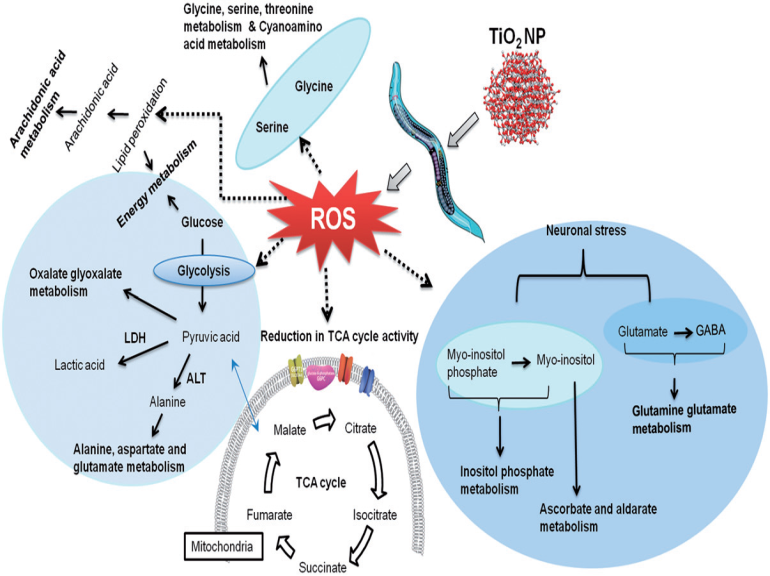 Glycine, serine, threonine
metabolism & Cyanoamino
acid metabolism
TiO2 NP
Glycine
Serine
Arachidonic acid
metabolism
Arachidonic acid
Lipid peroxidation
Energy metabolism
ROS
Glucose
Glycolysis
Oxalate glyoxalate
metabolism
LDH
Pyruvic acid
Lactic acid
ALT
Alanine
Alanine, aspartate and
glutamate metabolism
Reduction in TCA cycle activity
Malate
Citrate
TCA cycle
Fumarate
Isocitrate
Succinate
Mitochondria
Neuronal stress
Glutamate
GABA
Myo-inositol
phosphate
Myo-inositol
Glutamine glutamate
metabolism
Inositol phosphate
metabolism
Ascorbate and aldarate
metabolism